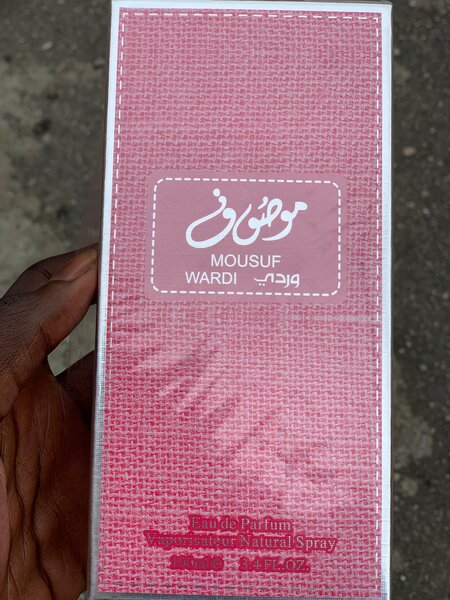 موصوف
MOUSUF
WARDI وردي
Eau de Parfum
Vaporisateur Natural Spray
100ml℮ 3.4 FL.OZ.